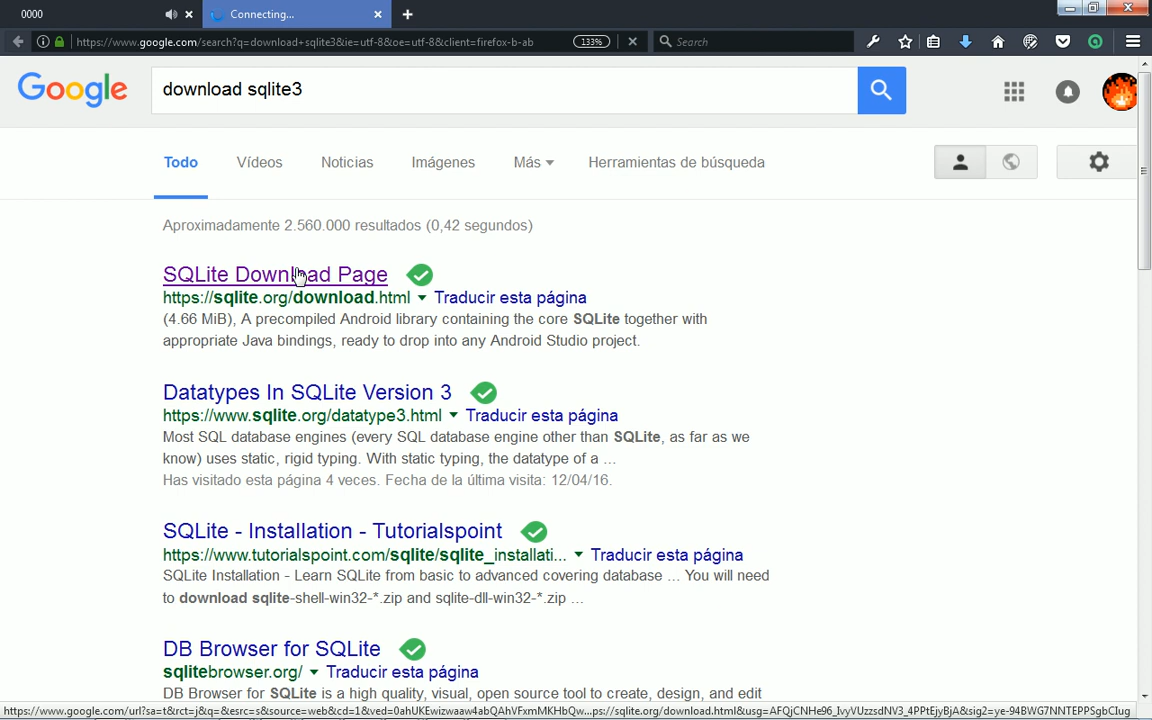 0000
Connecting...
https://www.google.com/search?q=download+sqlite3&ie=utf-8&oe=utf-8&client=firefox-b-ab
133%
Search
Google
download sqlite3
Todo
Vídeos
Noticias
Imágenes
Más
Herramientas de búsqueda
Aproximadamente 2.560.000 resultados (0,42 segundos)
SQLite Download Page
https://sqlite.org/download.html Traducir esta página
(4.66 MiB), A precompiled Android library containing the core SQLite together with
appropriate Java bindings, ready to drop into any Android Studio project.
Datatypes In SQLite Version 3
https://www.sqlite.org/datatype3.html Traducir esta página
Most SQL database engines (every SQL database engine other than SQLite, as far as we
know) uses static, rigid typing. With static typing, the datatype of a ...
Has visitado esta página 4 veces. Fecha de la última visita: 12/04/16.
SQLite - Installation - Tutorialspoint
https://www.tutorialspoint.com/sqlite/sqlite_installati... Traducir esta página
SQLite Installation - Learn SQLite from basic to advanced covering database ... You will need
to download sqlite-shell-win32-*.zip and sqlite-dll-win32-*.zip ...
DB Browser for SQLite
sqlitebrowser.org/ Traducir esta página
DB Browser for SQLite is a high quality, visual, open source tool to create, design, and edit
https://www.google.com/url?sa=t&rct=j&q=&esrc=s&source=web&cd=1&ved=0ahUKEwizwaaw4abQAhVFxmMKHbQw...ps://sqlite.org/download.html&usg=AFQjCNHe96_IvyVUzzsdNV3_4PPtEjyBjA&sig2=ye-94BWG7NNTEPPSgbCIug